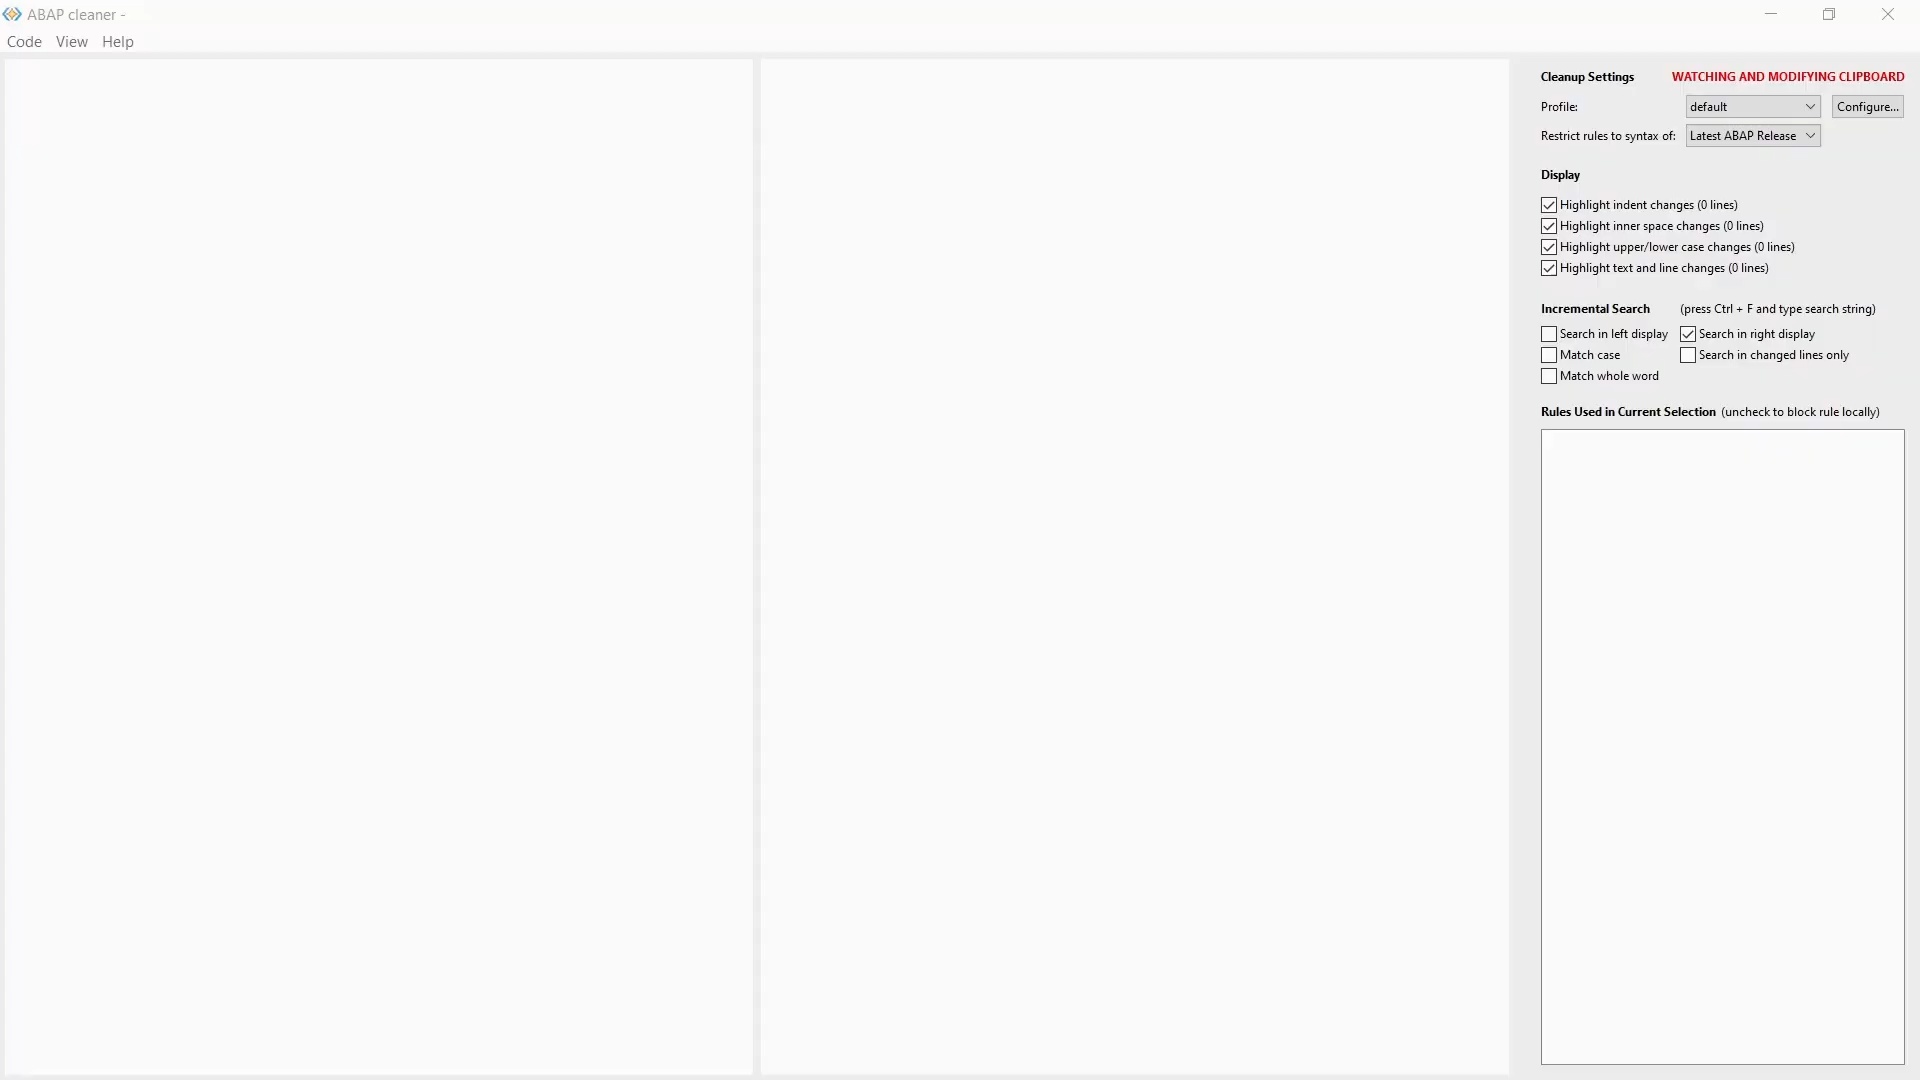 ABAP cleaner -
Code View Help
Cleanup Settings WATCHING AND MODIFYING CLIPBOARD
Profile: default Configure...
Restrict rules to syntax of: Latest ABAP Release
Display
Highlight indent changes (0 lines)
Highlight inner space changes (0 lines)
Highlight upper/lower case changes (0 lines)
Highlight text and line changes (0 lines)
Incremental Search (press Ctrl + F and type search string)
Search in left display Search in right display
Match case Search in changed lines only
Match whole word
Rules Used in Current Selection (uncheck to block rule locally)